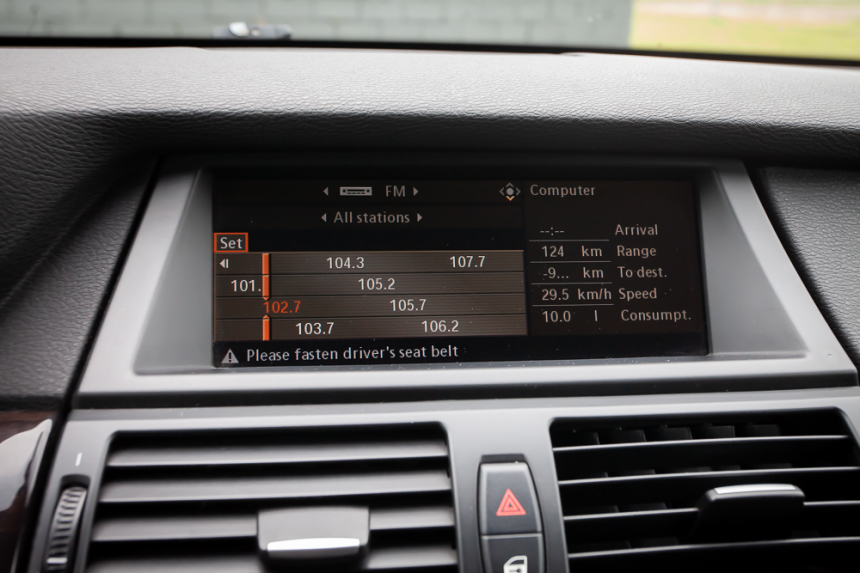 FM
Computer
All stations
--:-- Arrival
Set
124 km Range
104.3 107.7
-9... km To dest.
101. 105.2
29.5 km/h Speed
102.7 105.7
10.0 l Consumpt.
103.7 106.2
Please fasten driver's seat belt